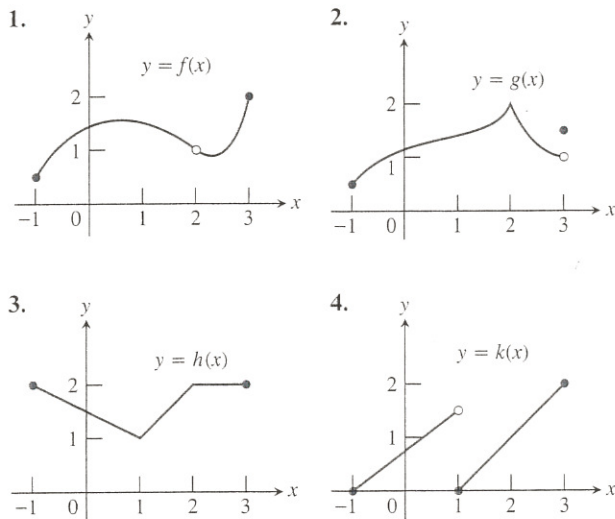 1.
y
y = f(x)
2
1
−1 0 1 2 3 x
2.
y
y = g(x)
2
1
−1 0 1 2 3 x
3.
y
y = h(x)
2
1
−1 0 1 2 3 x
4.
y
y = k(x)
2
1
−1 0 1 2 3 x